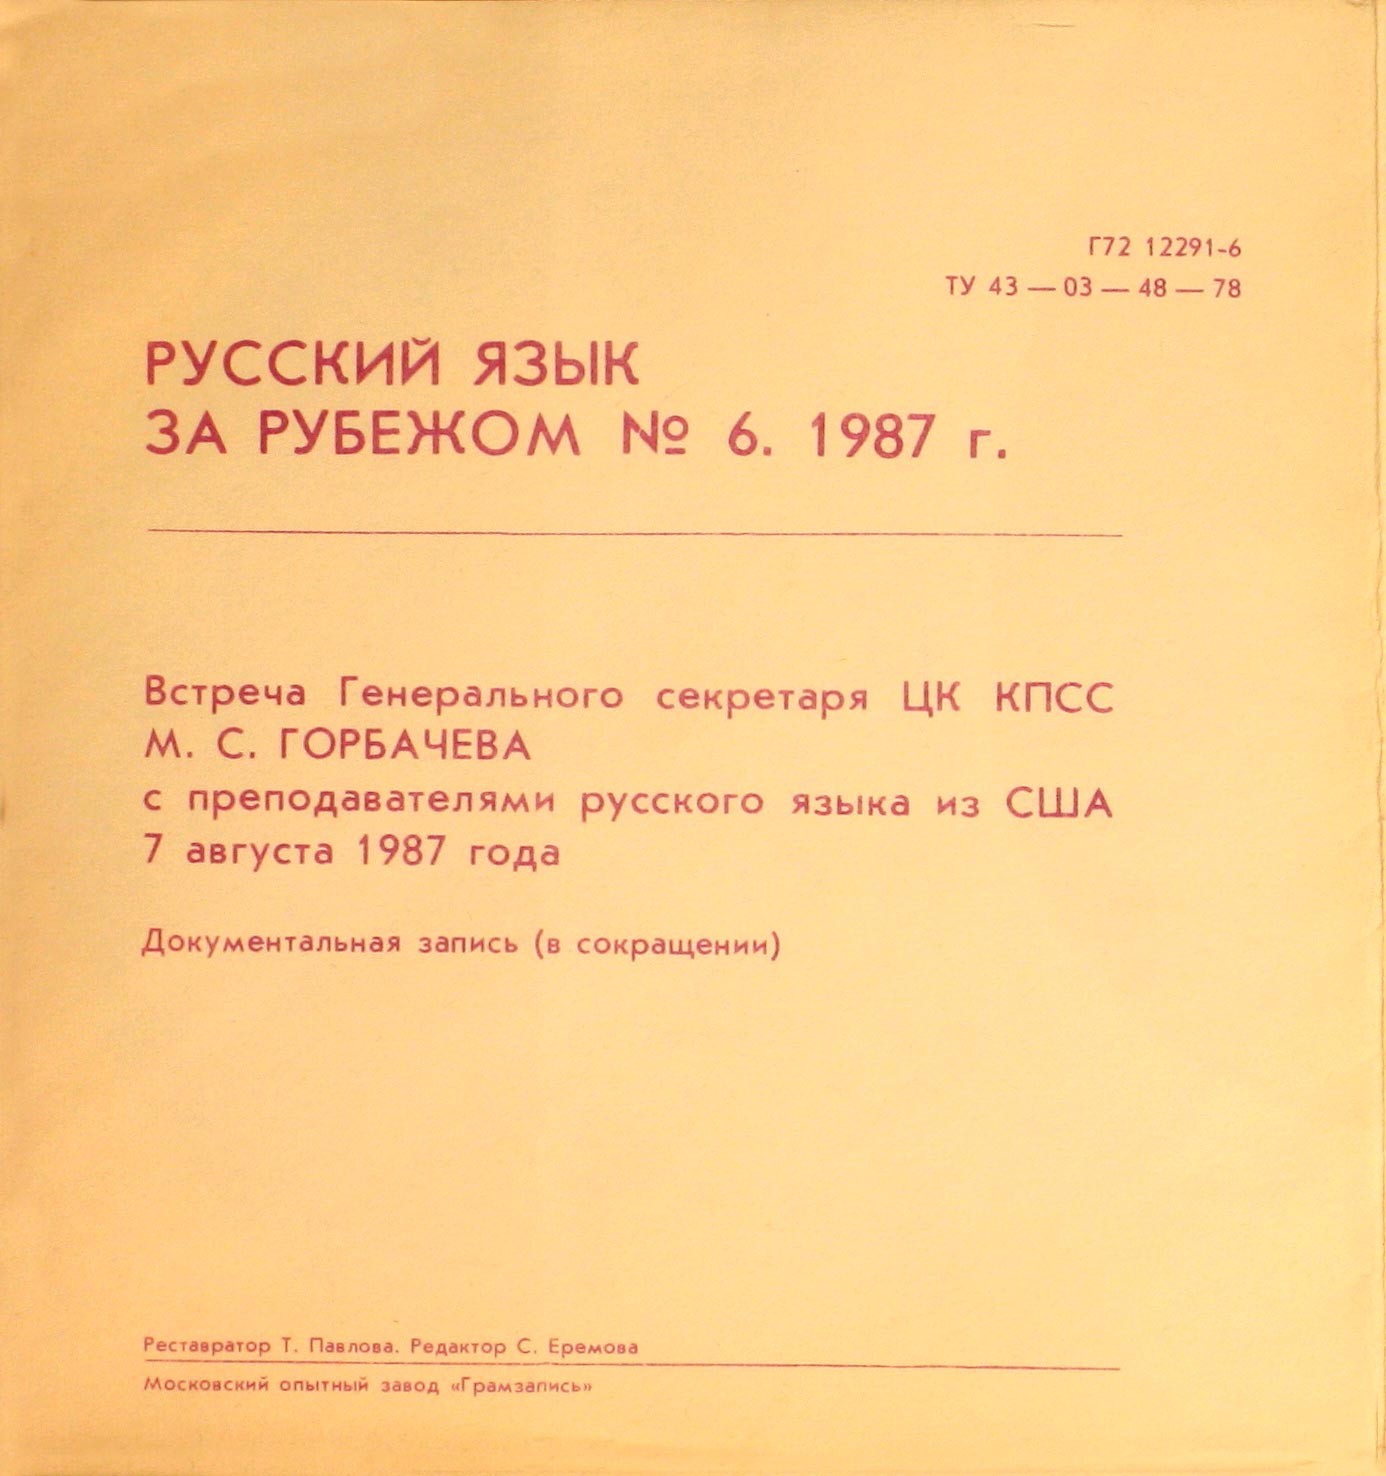 Г72 12291-6
ТУ 43 — 03 — 48 — 78
РУССКИЙ ЯЗЫК
ЗА РУБЕЖОМ № 6. 1987 г.
Встреча Генерального секретаря ЦК КПСС
М. С. ГОРБАЧЕВА
с преподавателями русского языка из США
7 августа 1987 года
Документальная запись (в сокращении)
Реставратор Т. Павлова. Редактор С. Еремова
Московский опытный завод «Грамзапись»